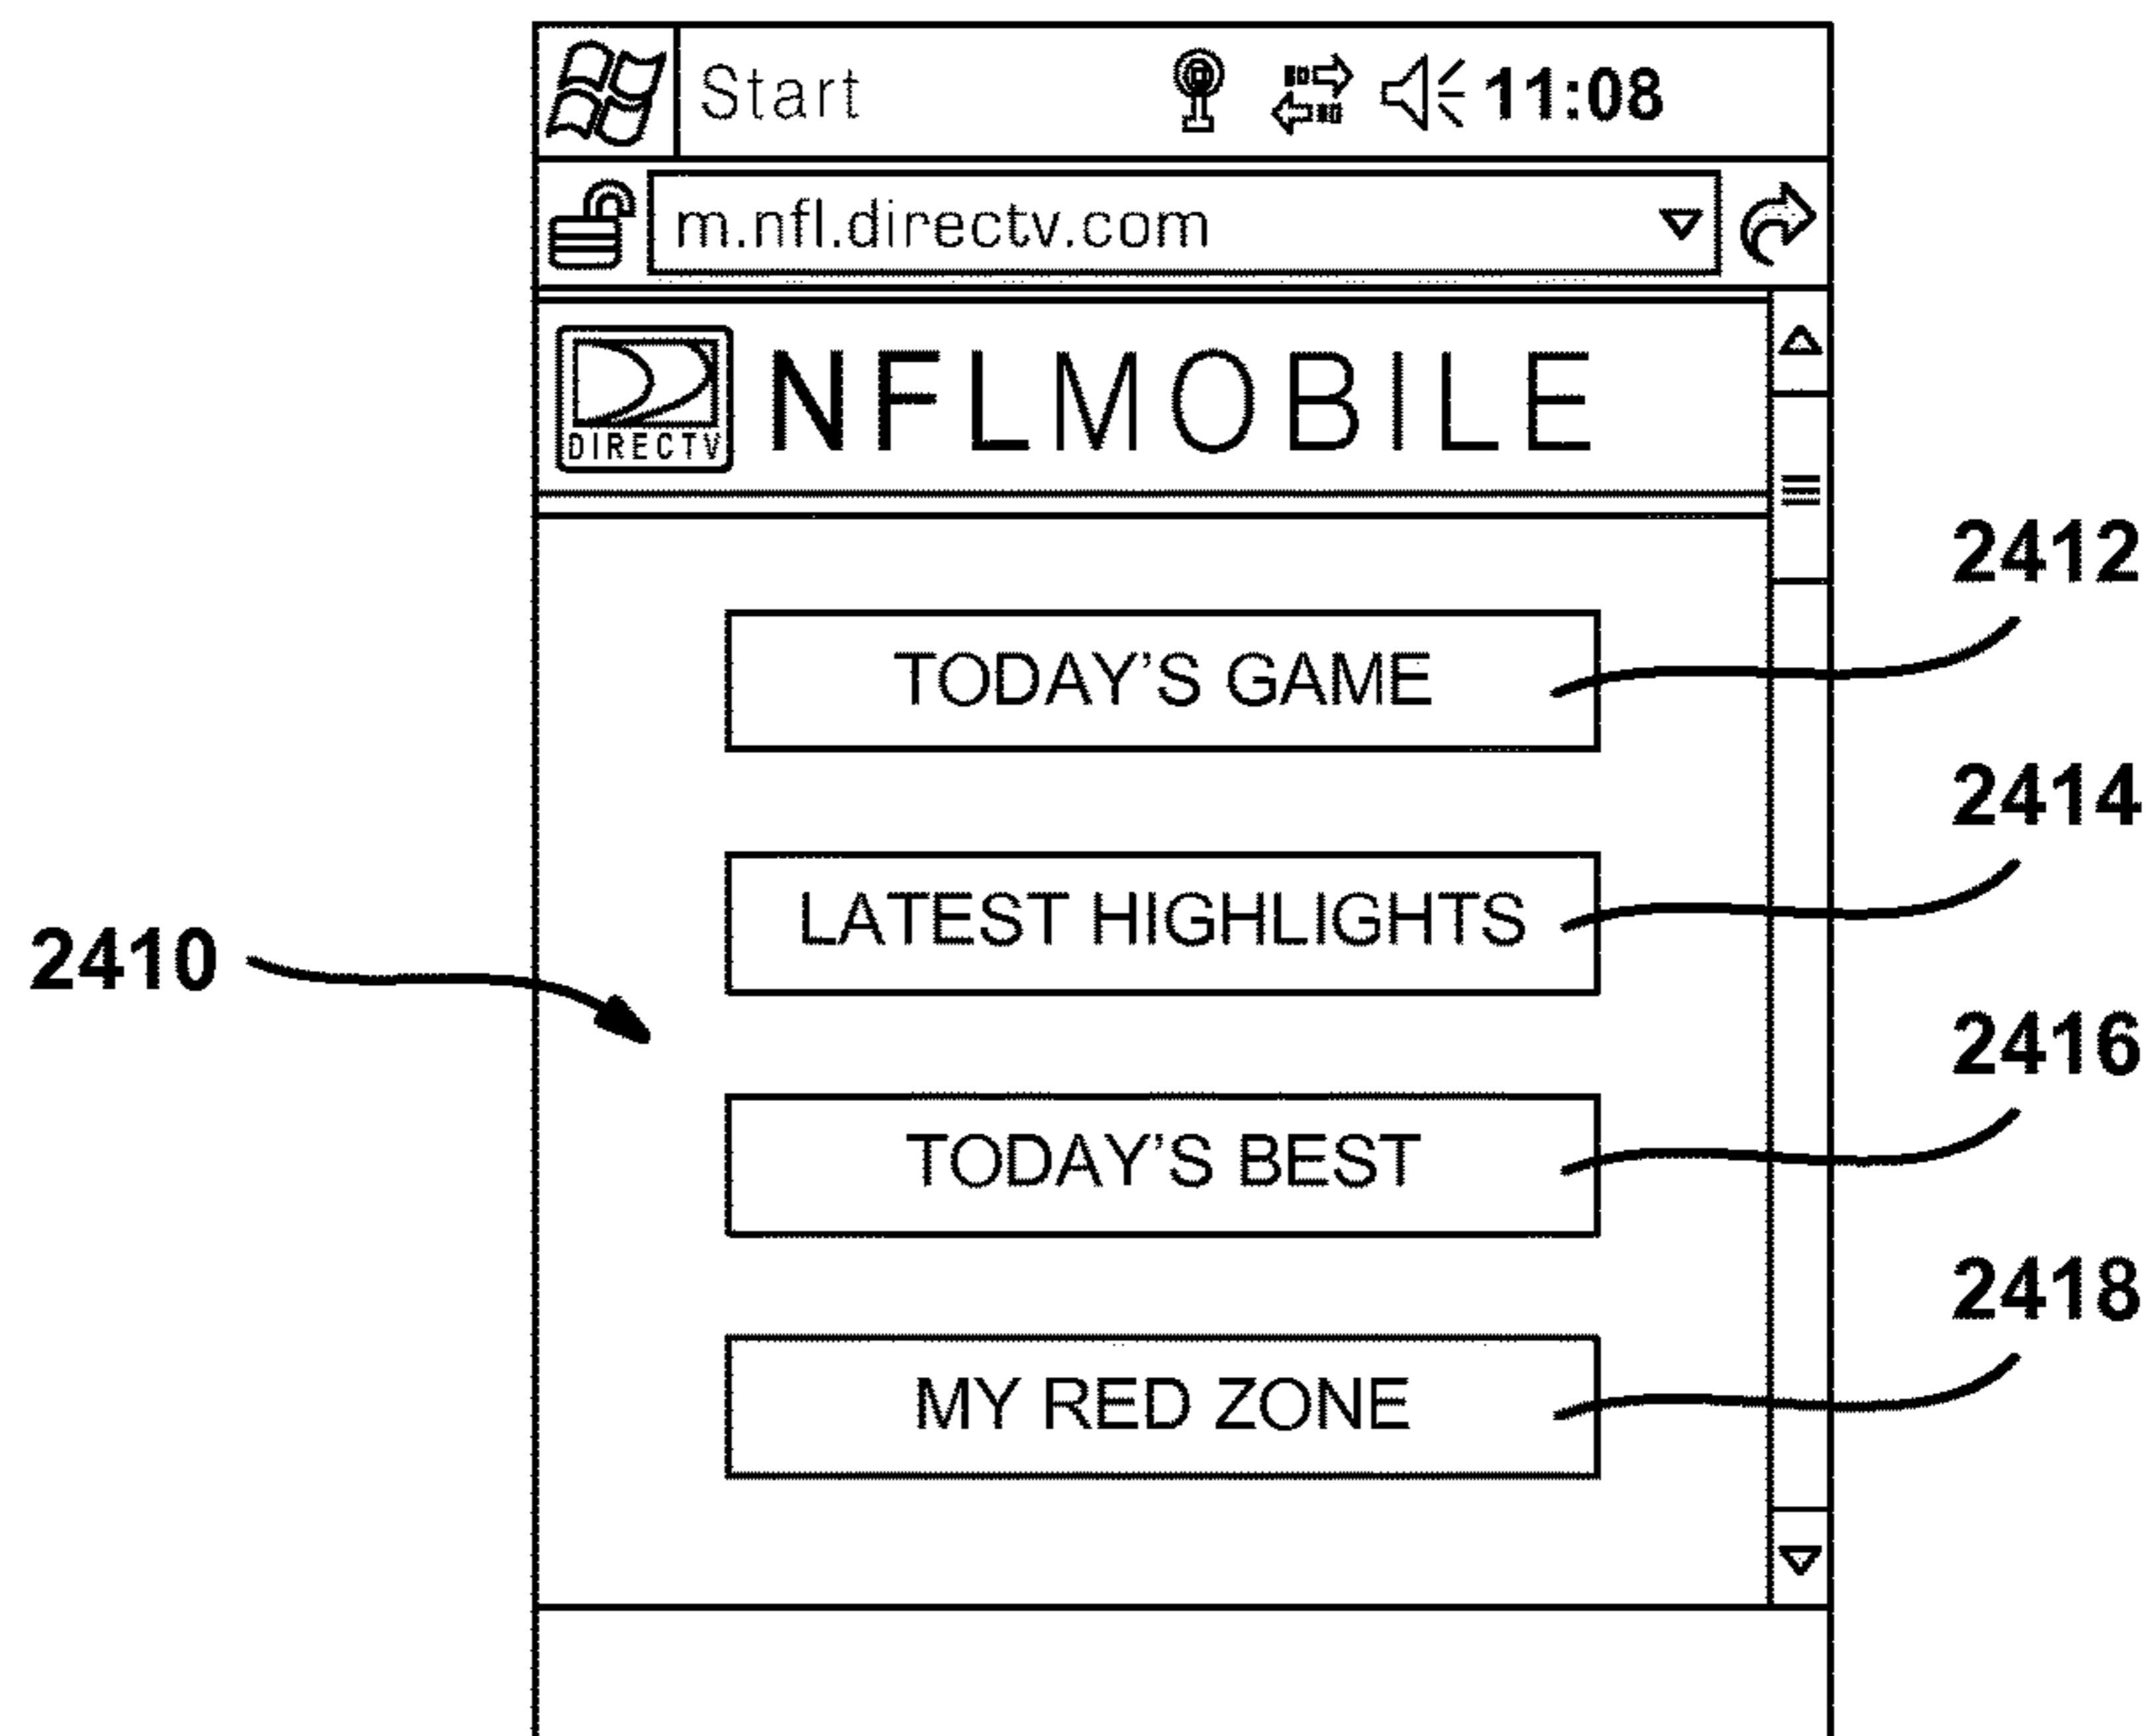 Start 11:08
m.nfl.directv.com
DIRECTV
NFLMOBILE
2412
TODAY'S GAME
2414
LATEST HIGHLIGHTS
2410
2416
TODAY'S BEST
2418
MY RED ZONE